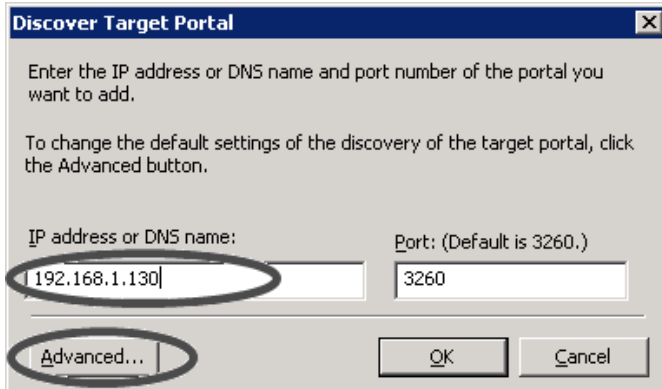 Discover Target Portal
Enter the IP address or DNS name and port number of the portal you
want to add.
To change the default settings of the discovery of the target portal, click
the Advanced button.
IP address or DNS name:
Port: (Default is 3260.)
192.168.1.130
3260
Advanced...
OK
Cancel